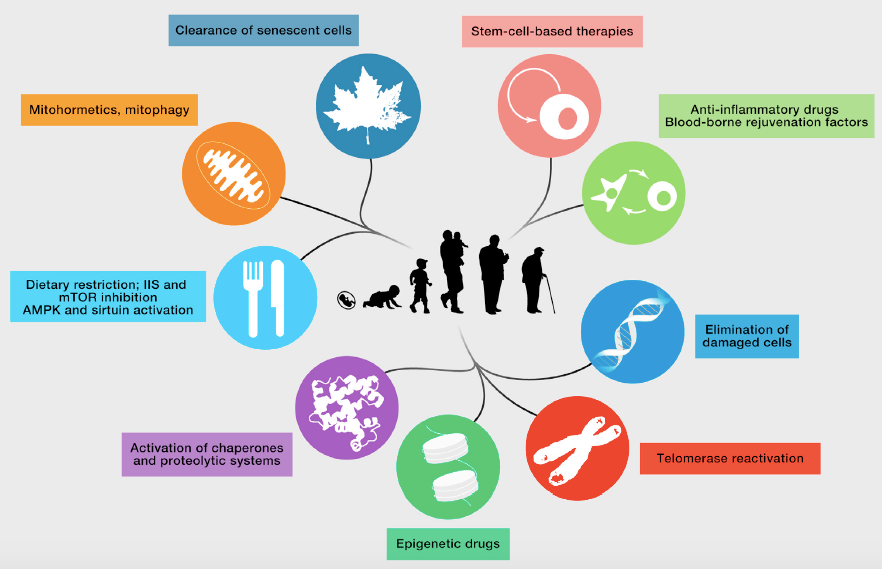 Clearance of senescent cells
Stem-cell-based therapies
Mitohormetics, mitophagy
Anti-inflammatory drugs
Blood-borne rejuvenation factors
Dietary restriction; IIS and
mTOR inhibition
AMPK and sirtuin activation
Elimination of
damaged cells
Activation of chaperones
and proteolytic systems
Telomerase reactivation
Epigenetic drugs